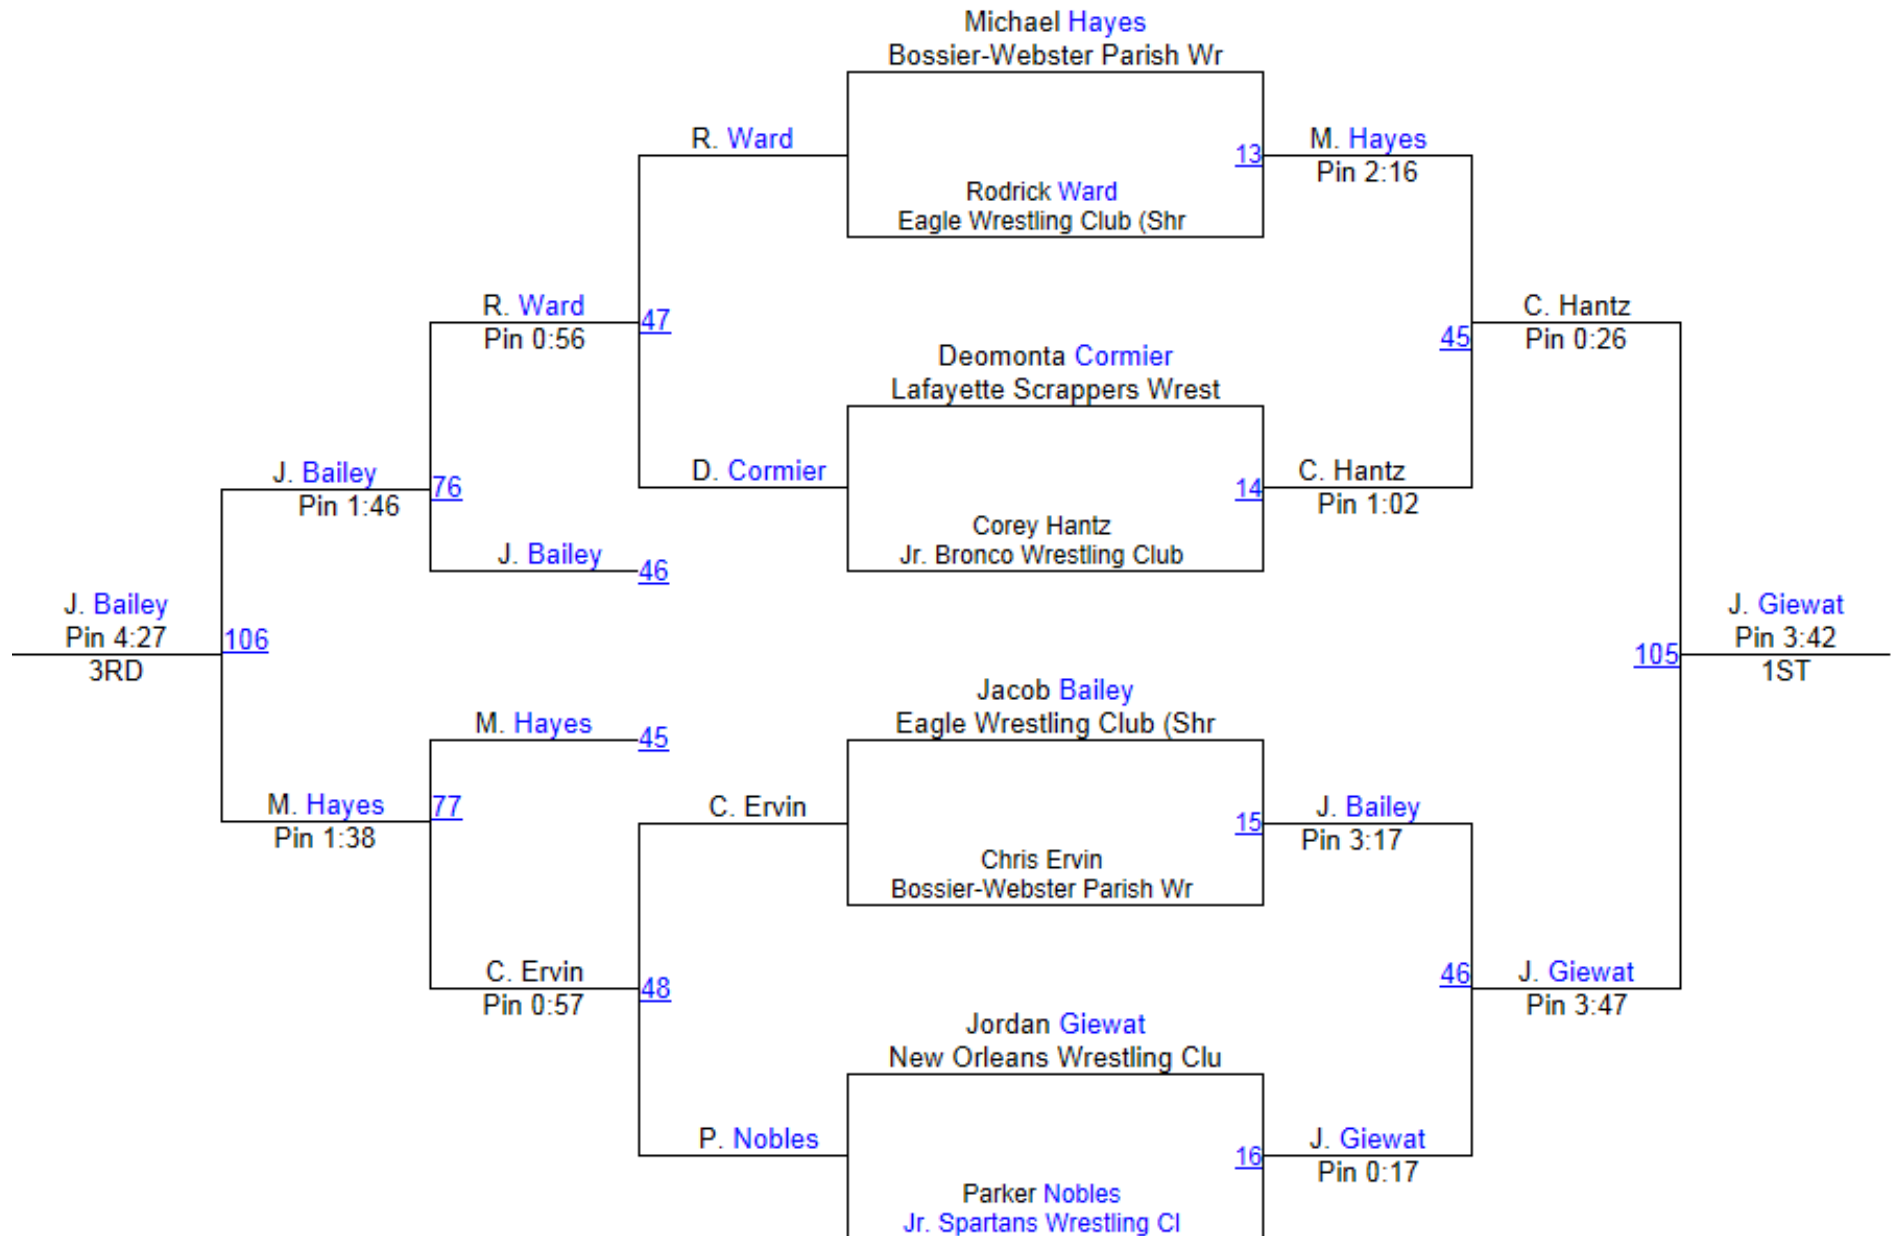 Michael Hayes
Bossier-Webster Parish Wr
R. Ward
13
M. Hayes
Pin 2:16
Rodrick Ward
Eagle Wrestling Club (Shr
R. Ward
Pin 0:56
47
C. Hantz
Pin 0:26
45
Deomonta Cormier
Lafayette Scrappers Wrest
J. Bailey
Pin 1:46
76
D. Cormier
14
C. Hantz
Pin 1:02
Corey Hantz
Jr. Bronco Wrestling Club
J. Bailey
46
J. Bailey
Pin 4:27
3RD
106
J. Giewat
Pin 3:42
1ST
105
Jacob Bailey
Eagle Wrestling Club (Shr
M. Hayes
45
M. Hayes
Pin 1:38
77
C. Ervin
15
J. Bailey
Pin 3:17
Chris Ervin
Bossier-Webster Parish Wr
C. Ervin
Pin 0:57
48
46
J. Giewat
Pin 3:47
Jordan Giewat
New Orleans Wrestling Clu
P. Nobles
16
J. Giewat
Pin 0:17
Parker Nobles
Jr. Spartans Wrestling Cl